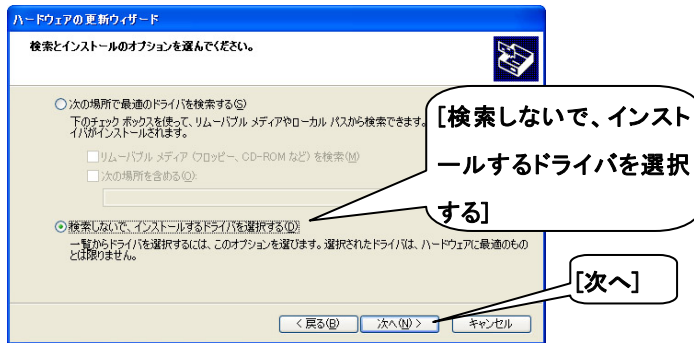 ハードウェアの更新ウィザード
検索とインストールのオプションを選んでください。
次の場所で最適のドライバを検索する(S)
下のチェック ボックスを使って、リムーバブル メディアやローカル パスから検索できます。
イバがインストールされます。
リムーバブル メディア (フロッピー、CD-ROM など) を検索(M)
次の場所を含める(O):
検索しないで、インストールするドライバを選択する(D)
一覧からドライバを選択するには、このオプションを選びます。選択されたドライバは、ハードウェアに最適のもの
とは限りません。
[検索しないで、インスト
ールするドライバを選択
する]
[次へ]
< 戻る(B)
次へ(N) >
キャンセル